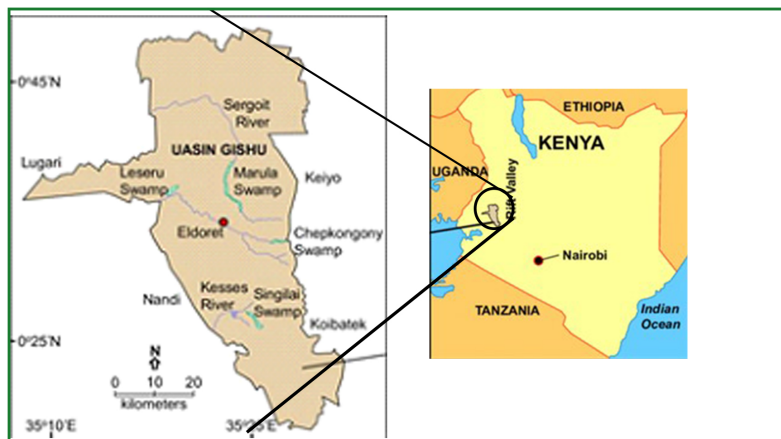 0°45'N
Sergoit
River
UASIN GISHU
Lugari
Leseru
Swamp
Marula
Swamp
Keiyo
Eldoret
Chepkongony
Swamp
Nandi
Kesses
River
Singilai
Swamp
Koibatek
0°25'N
N
0 10 20
kilometers
35°10'E
ETHIOPIA
KENYA
UGANDA
Rift Valley
Nairobi
TANZANIA
Indian
Ocean